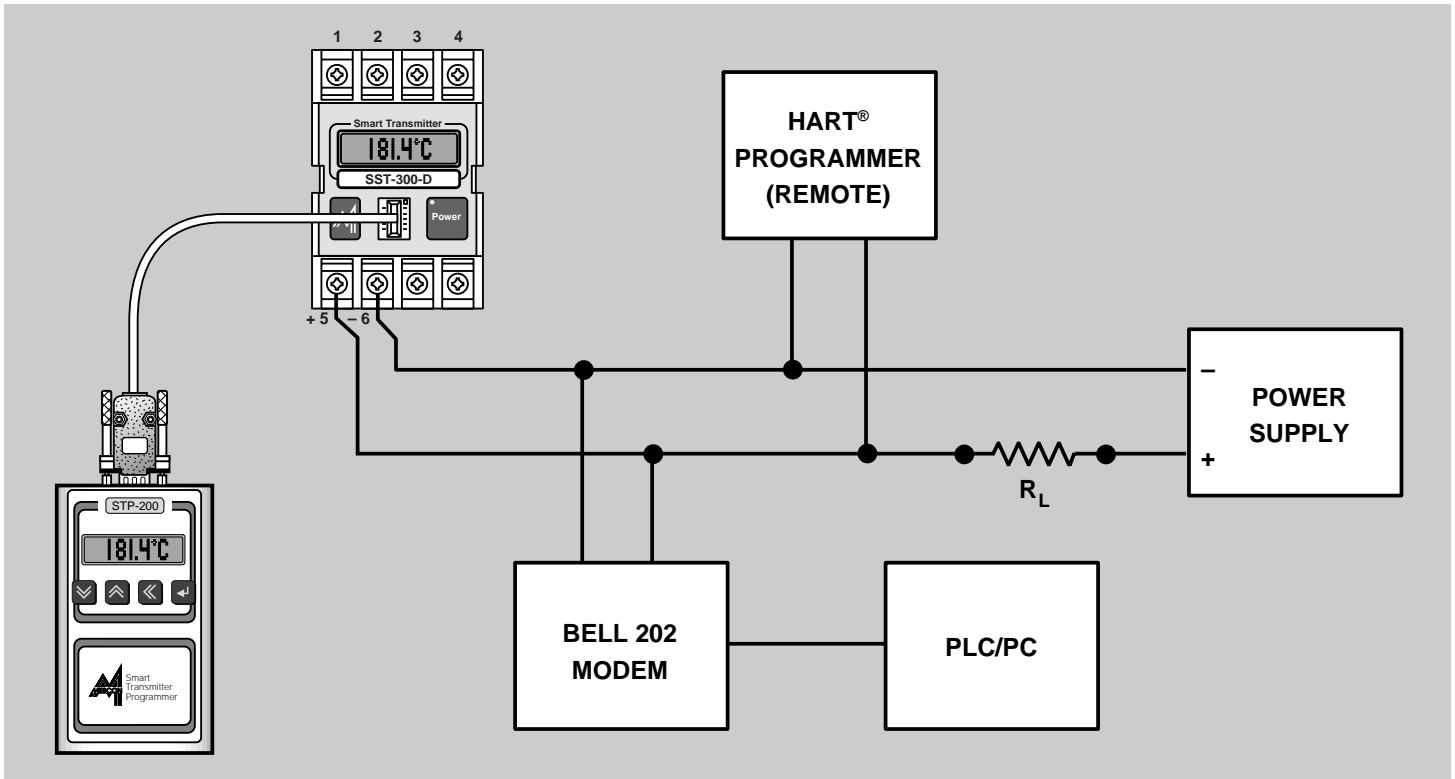 1 2 3 4
Smart Transmitter
181.4°C
SST-300-D
Power
+ 5 – 6
HART®
PROGRAMMER
(REMOTE)
–
POWER
SUPPLY
+
R_L
STP-200
181.4°C
Smart
Transmitter
Programmer
BELL 202
MODEM
PLC/PC